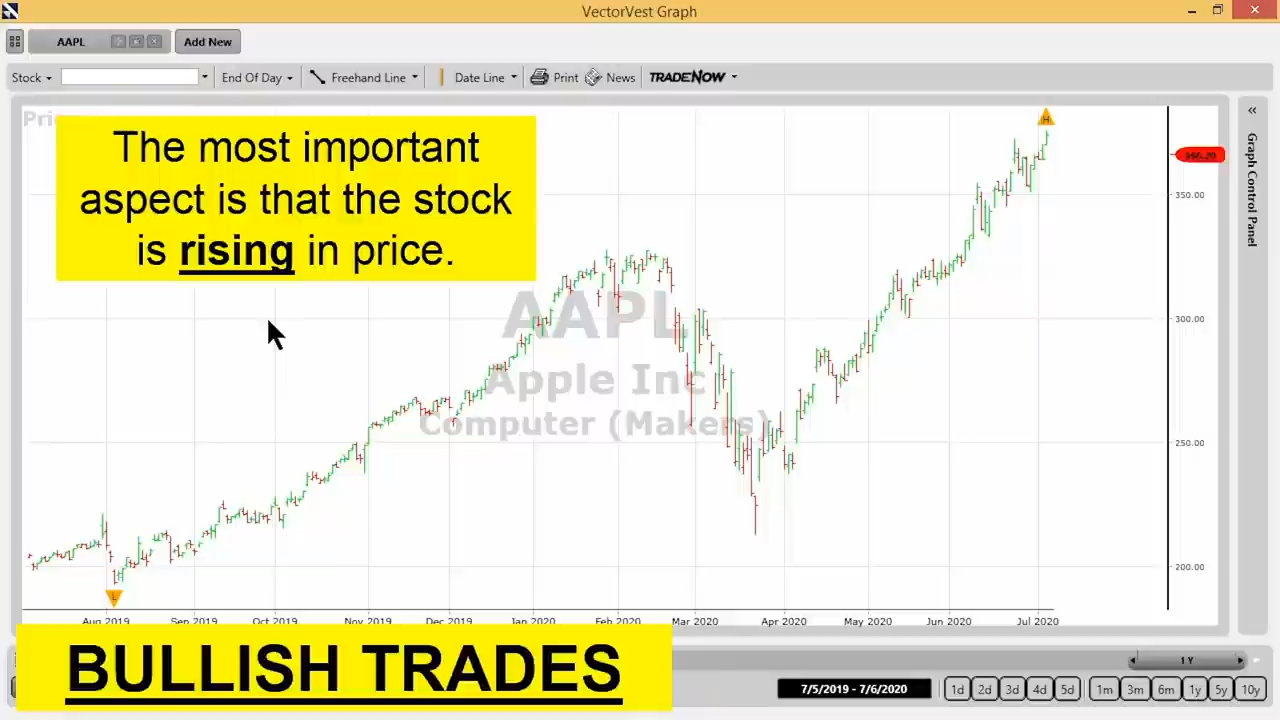 VectorVest Graph
AAPL
Add New
Stock
End Of Day
Freehand Line
Date Line
Print
News
TRADENOW
The most important
aspect is that the stock
is rising in price.
H
350.00
Graph Control Panel
AAPL
Apple Inc
Computer (Makers)
300.00
250.00
200.00
L
Aug 2019 Sep 2019 Oct 2019 Nov 2019 Dec 2019 Jan 2020 Feb 2020 Mar 2020 Apr 2020 May 2020 Jun 2020 Jul 2020
BULLISH TRADES
1 Y
7/5/2019 - 7/6/2020
1d 2d 3d 4d 5d 1m 3m 6m 1y 5y 10y